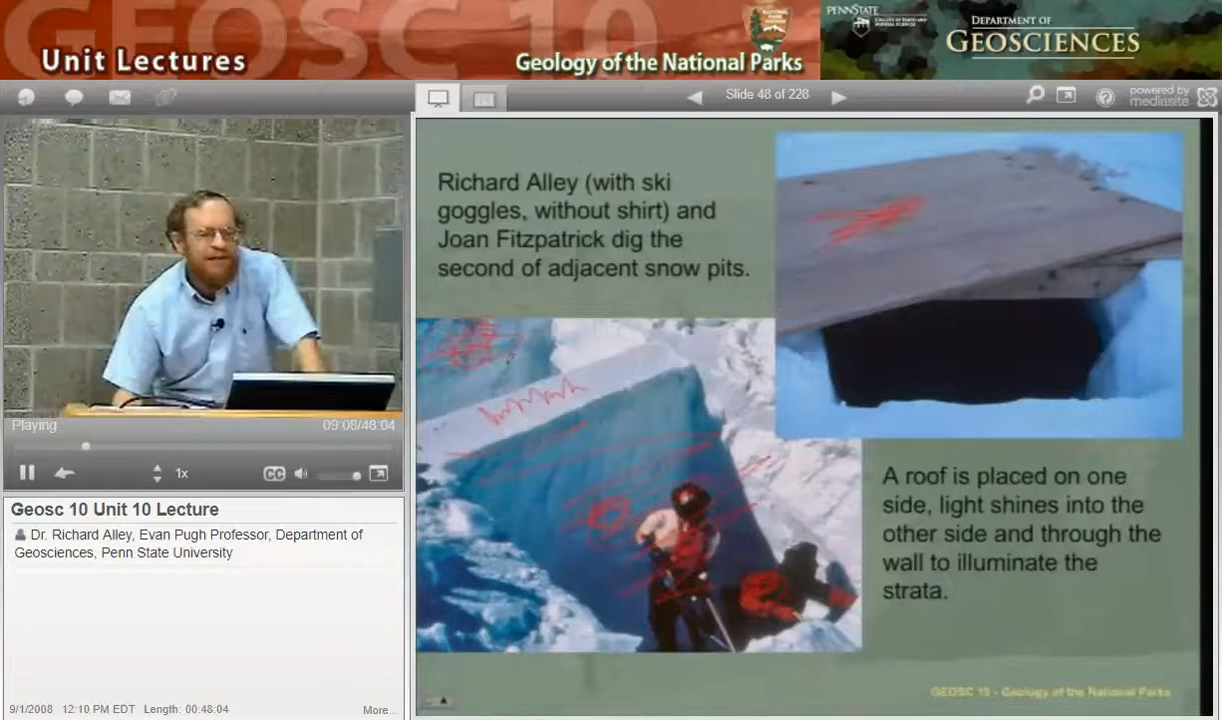 GEOSC 10
Unit Lectures
Geology of the National Parks
PENNSTATE
DEPARTMENT OF
GEOSCIENCES
Slide 48 of 228
powered by
mediasite
Richard Alley (with ski
goggles, without shirt) and
Joan Fitzpatrick dig the
second of adjacent snow pits.
A roof is placed on one
side, light shines into the
other side and through the
wall to illuminate the
strata.
GEOSC 10 - Geology of the National Parks
Playing
09:08/48:04
1x
CC
Geosc 10 Unit 10 Lecture
Dr. Richard Alley, Evan Pugh Professor, Department of
Geosciences, Penn State University
9/1/2008 12:10 PM EDT Length: 00:48:04
More...